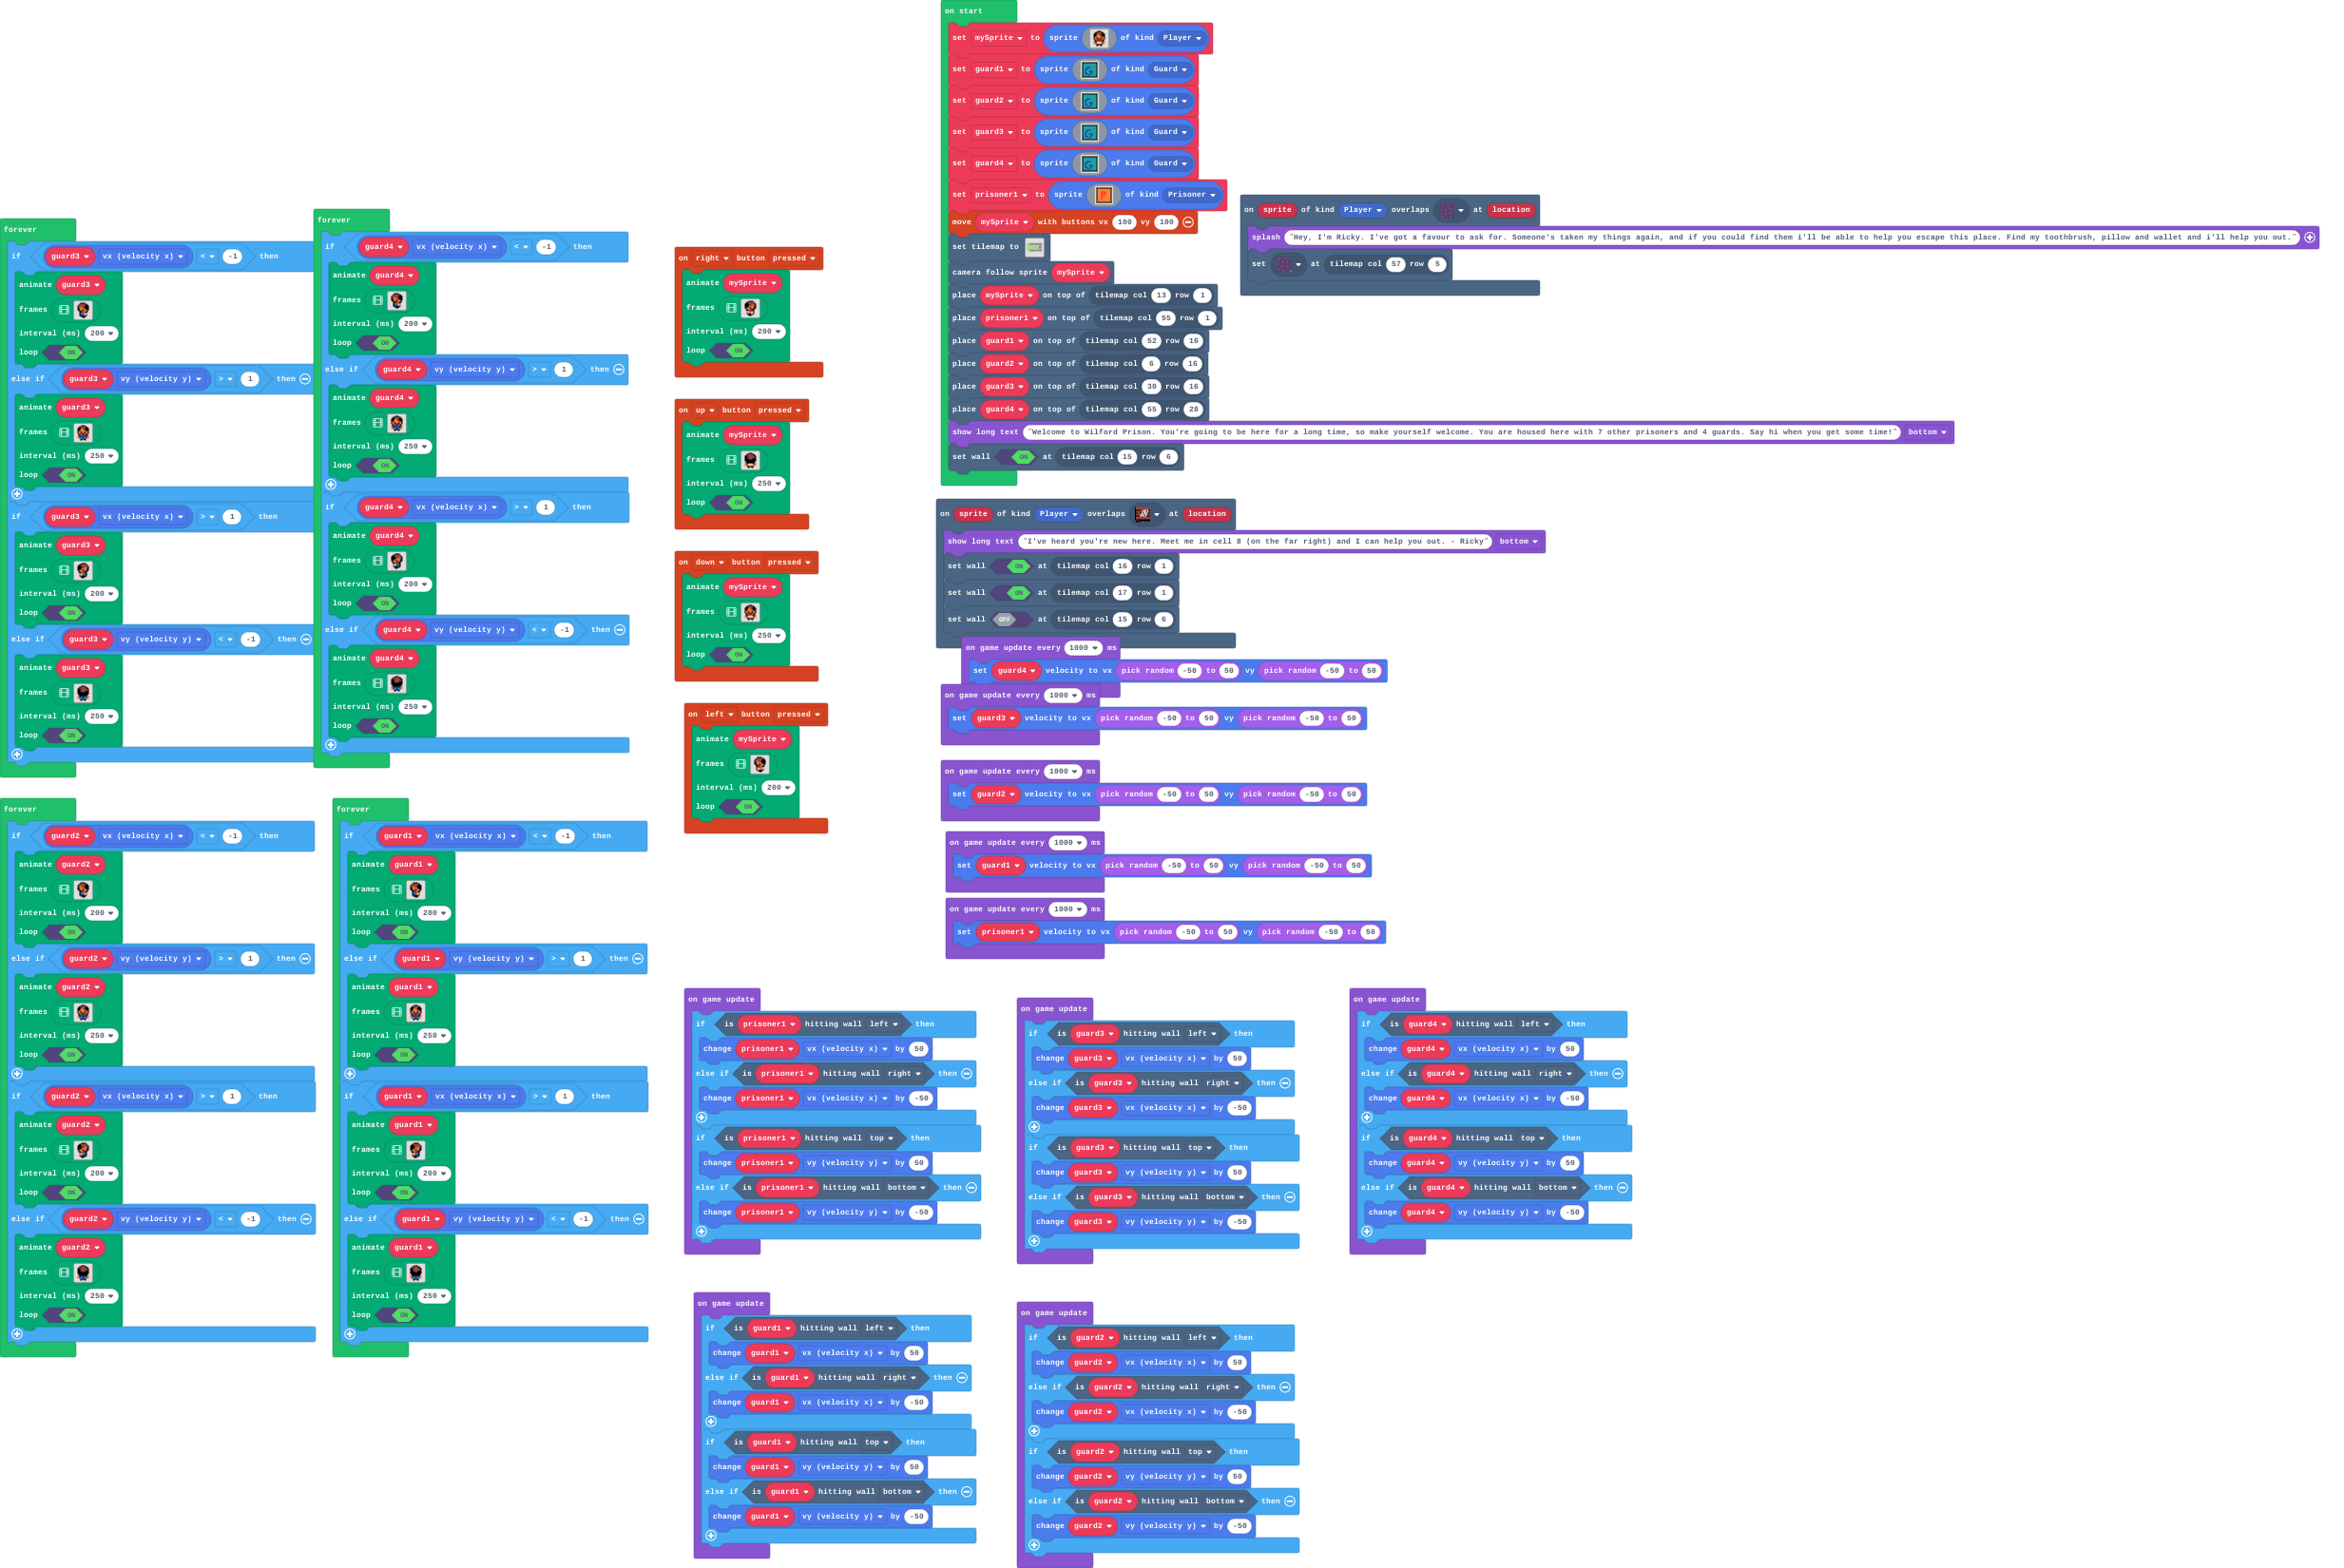 on start
set mySprite to sprite of kind Player
set guard1 to sprite G of kind Guard
set guard2 to sprite G of kind Guard
set guard3 to sprite G of kind Guard
set guard4 to sprite G of kind Guard
set prisoner1 to sprite P of kind Prisoner
move mySprite with buttons vx 100 vy 100
set tilemap to
camera follow sprite mySprite
place mySprite on top of tilemap col 13 row 1
place prisoner1 on top of tilemap col 55 row 1
place guard1 on top of tilemap col 52 row 16
place guard2 on top of tilemap col 6 row 16
place guard3 on top of tilemap col 30 row 16
place guard4 on top of tilemap col 55 row 28
show long text "Welcome to Wilford Prison. You're going to be here for a long time, so make yourself welcome. You are housed here with 7 other prisoners and 4 guards. Say hi when you get some time!" bottom
set wall ON at tilemap col 15 row 6
on sprite of kind Player overlaps at location
splash "Hey, I'm Ricky. I've got a favour to ask for. Someone's taken my things again, and if you could find them i'll be able to help you escape this place. Find my toothbrush, pillow and wallet and i'll help you out."
set at tilemap col 57 row 5
forever
if guard3 vx (velocity x) < -1 then
animate guard3
frames
interval (ms) 200
loop ON
else if guard3 vy (velocity y) > 1 then
animate guard3
frames
interval (ms) 250
loop ON
if guard3 vx (velocity x) > 1 then
animate guard3
frames
interval (ms) 200
loop ON
else if guard3 vy (velocity y) < -1 then
animate guard3
frames
interval (ms) 250
loop ON
forever
if guard4 vx (velocity x) < -1 then
animate guard4
frames
interval (ms) 200
loop ON
else if guard4 vy (velocity y) > 1 then
animate guard4
frames
interval (ms) 250
loop ON
if guard4 vx (velocity x) > 1 then
animate guard4
frames
interval (ms) 200
loop ON
else if guard4 vy (velocity y) < -1 then
animate guard4
frames
interval (ms) 250
loop ON
on right button pressed
animate mySprite
frames
interval (ms) 200
loop ON
on up button pressed
animate mySprite
frames
interval (ms) 250
loop ON
on down button pressed
animate mySprite
frames
interval (ms) 250
loop ON
on left button pressed
animate mySprite
frames
interval (ms) 200
loop ON
on sprite of kind Player overlaps at location
show long text "I've heard you're new here. Meet me in cell 8 (on the far right) and I can help you out. - Ricky" bottom
set wall ON at tilemap col 16 row 1
set wall ON at tilemap col 17 row 1
set wall OFF at tilemap col 15 row 6
on game update every 1000 ms
set guard4 velocity to vx pick random -50 to 50 vy pick random -50 to 50
on game update every 1000 ms
set guard3 velocity to vx pick random -50 to 50 vy pick random -50 to 50
on game update every 1000 ms
set guard2 velocity to vx pick random -50 to 50 vy pick random -50 to 50
on game update every 1000 ms
set guard1 velocity to vx pick random -50 to 50 vy pick random -50 to 50
on game update every 1000 ms
set prisoner1 velocity to vx pick random -50 to 50 vy pick random -50 to 50
forever
if guard2 vx (velocity x) < -1 then
animate guard2
frames
interval (ms) 200
loop ON
else if guard2 vy (velocity y) > 1 then
animate guard2
frames
interval (ms) 250
loop ON
if guard2 vx (velocity x) > 1 then
animate guard2
frames
interval (ms) 200
loop ON
else if guard2 vy (velocity y) < -1 then
animate guard2
frames
interval (ms) 250
loop ON
forever
if guard1 vx (velocity x) < -1 then
animate guard1
frames
interval (ms) 200
loop ON
else if guard1 vy (velocity y) > 1 then
animate guard1
frames
interval (ms) 250
loop ON
if guard1 vx (velocity x) > 1 then
animate guard1
frames
interval (ms) 200
loop ON
else if guard1 vy (velocity y) < -1 then
animate guard1
frames
interval (ms) 250
loop ON
on game update
if is prisoner1 hitting wall left then
change prisoner1 vx (velocity x) by 50
else if is prisoner1 hitting wall right then
change prisoner1 vx (velocity x) by -50
if is prisoner1 hitting wall top then
change prisoner1 vy (velocity y) by 50
else if is prisoner1 hitting wall bottom then
change prisoner1 vy (velocity y) by -50
on game update
if is guard3 hitting wall left then
change guard3 vx (velocity x) by 50
else if is guard3 hitting wall right then
change guard3 vx (velocity x) by -50
if is guard3 hitting wall top then
change guard3 vy (velocity y) by 50
else if is guard3 hitting wall bottom then
change guard3 vy (velocity y) by -50
on game update
if is guard4 hitting wall left then
change guard4 vx (velocity x) by 50
else if is guard4 hitting wall right then
change guard4 vx (velocity x) by -50
if is guard4 hitting wall top then
change guard4 vy (velocity y) by 50
else if is guard4 hitting wall bottom then
change guard4 vy (velocity y) by -50
on game update
if is guard1 hitting wall left then
change guard1 vx (velocity x) by 50
else if is guard1 hitting wall right then
change guard1 vx (velocity x) by -50
if is guard1 hitting wall top then
change guard1 vy (velocity y) by 50
else if is guard1 hitting wall bottom then
change guard1 vy (velocity y) by -50
on game update
if is guard2 hitting wall left then
change guard2 vx (velocity x) by 50
else if is guard2 hitting wall right then
change guard2 vx (velocity x) by -50
if is guard2 hitting wall top then
change guard2 vy (velocity y) by 50
else if is guard2 hitting wall bottom then
change guard2 vy (velocity y) by -50